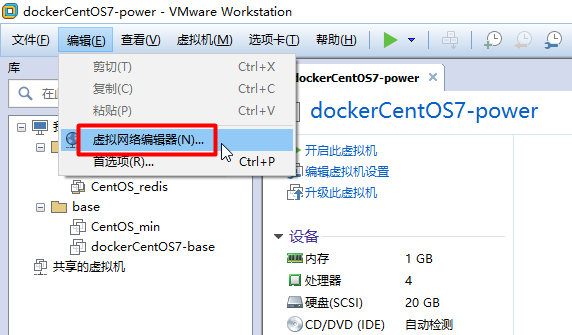 dockerCentOS7-power - VMware Workstation
文件(F) 编辑(E) 查看(V) 虚拟机(M) 选项卡(T) 帮助(H)
库
剪切(T) Ctrl+X
复制(C) Ctrl+C
粘贴(P) Ctrl+V
虚拟网络编辑器(N)...
首选项(R)... Ctrl+P
CentOS_redis
base
CentOS_min
dockerCentOS7-base
共享的虚拟机
dockerCentOS7-power
dockerCentOS7-power
开启此虚拟机
编辑虚拟机设置
升级此虚拟机
设备
内存 1 GB
处理器 4
硬盘(SCSI) 20 GB
CD/DVD (IDE) 自动检测